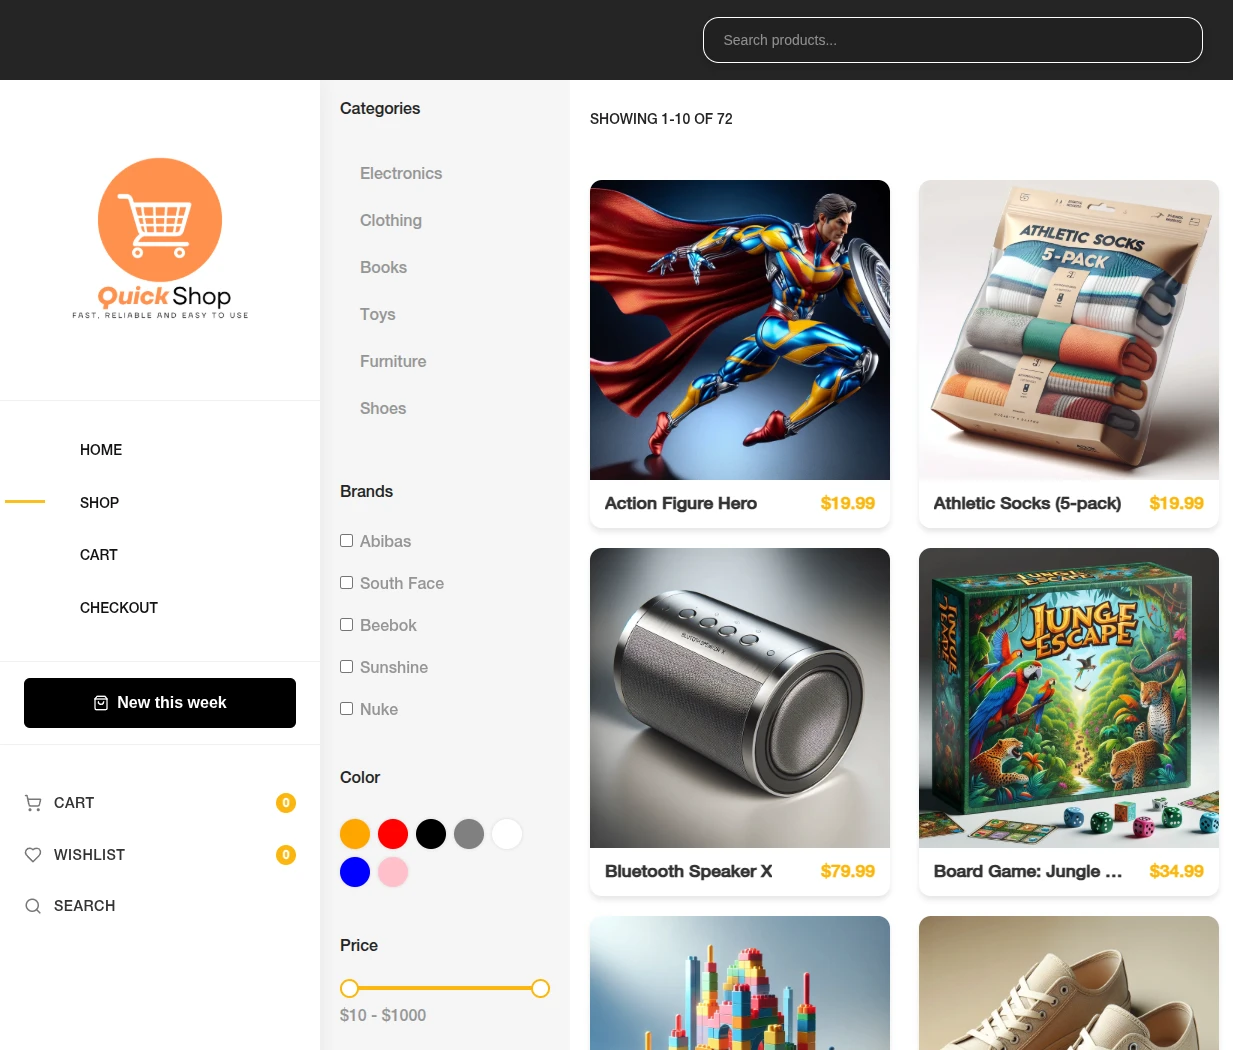 Search products...
Quick Shop
FAST, RELIABLE AND EASY TO USE
HOME
SHOP
CART
CHECKOUT
New this week
CART 0
WISHLIST 0
SEARCH
Categories
Electronics
Clothing
Books
Toys
Furniture
Shoes
Brands
Abibas
South Face
Beebok
Sunshine
Nuke
Color
Price
$10 - $1000
SHOWING 1-10 OF 72
Action Figure Hero $19.99
ATHLETIC SOCKS
5-PACK
Athletic Socks (5-pack) $19.99
Bluetooth Speaker X $79.99
JUNGE
ESCAPE
Board Game: Jungle ... $34.99